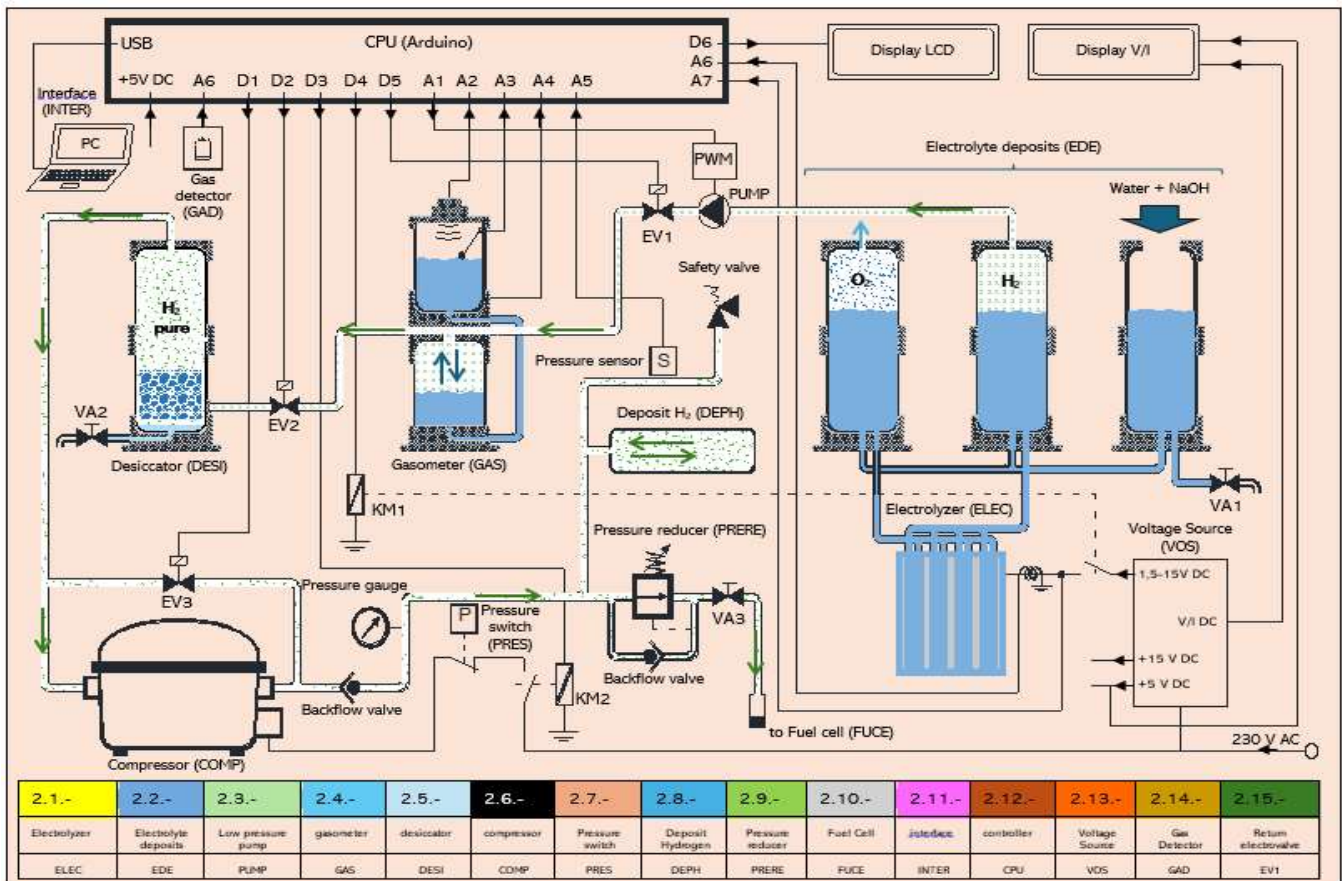 USB
CPU (Arduino)
D6
A6
A7
+5V DC
A6
D1
D2
D3
D4
D5
A1
A2
A3
A4
A5
Display LCD
Display V/I
Interface
(INTER)
PC
Gas
detector
(GAD)
PWM
PUMP
EV1
Electrolyte deposits (EDE)
Water + NaOH
Safety valve
O₂
H₂
H₂
pure
Pressure sensor
S
VA2
EV2
Deposit H₂ (DEPH)
Desiccator (DESI)
Gasometer (GAS)
KM1
Electrolyzer (ELEC)
VA1
Pressure reducer (PRERE)
Voltage Source
(VOS)
1,5-15V DC
EV3
Pressure gauge
P
Pressure
switch
(PRES)
VA3
V/I DC
+15 V DC
+5 V DC
Backflow valve
Backflow valve
KM2
to Fuel cell (FUCE)
230 V AC
Compressor (COMP)
2.1.- 2.2.- 2.3.- 2.4.- 2.5.- 2.6.- 2.7.- 2.8.- 2.9.- 2.10.- 2.11.- 2.12.- 2.13.- 2.14.- 2.15.-
Electrolyzer
Electrolyte
deposits
Low pressure
pump
gasometer
desiccator
compressor
Pressure
switch
Deposit
Hydrogen
Pressure
reducer
Fuel Cell
interface
controller
Voltage
Source
Gas
Detector
Return
electrovalve
ELEC EDE PUMP GAS DESI COMP PRES DEPH PRERE FUCE INTER CPU VOS GAD EV1